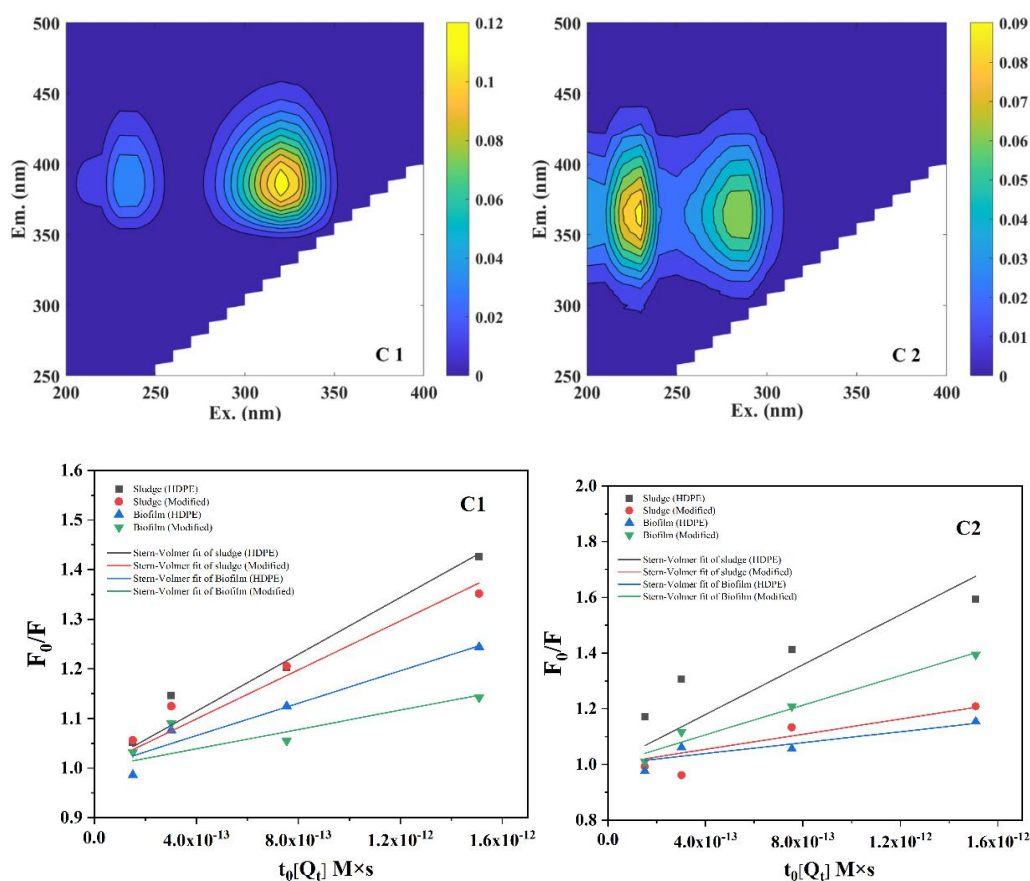 500
450
400
350
300
250
Em. (nm)
200
250
300
350
400
Ex. (nm)
C 1
0.12
0.1
0.08
0.06
0.04
0.02
0
500
450
400
350
300
250
Em. (nm)
200
250
300
350
400
Ex. (nm)
C 2
0.09
0.08
0.07
0.06
0.05
0.04
0.03
0.02
0.01
0
1.6
1.5
1.4
1.3
1.2
1.1
1.0
0.9
F₀/F
Sludge (HDPE)
Sludge (Modified)
Biofilm (HDPE)
Biofilm (Modified)
Stern-Volmer fit of sludge (HDPE)
Stern-Volmer fit of sludge (Modified)
Stern-Volmer fit of Biofilm (HDPE)
Stern-Volmer fit of Biofilm (Modified)
C1
0.0
4.0x10⁻¹³
8.0x10⁻¹³
1.2x10⁻¹²
1.6x10⁻¹²
t₀[Qₜ] M×s
2.0
1.8
1.6
1.4
1.2
1.0
0.8
F₀/F
Sludge (HDPE)
Sludge (Modified)
Biofilm (HDPE)
Biofilm (Modified)
Stern-Volmer fit of sludge (HDPE)
Stern-Volmer fit of sludge (Modified)
Stern-Volmer fit of Biofilm (HDPE)
Stern-Volmer fit of Biofilm (Modified)
C2
0.0
4.0x10⁻¹³
8.0x10⁻¹³
1.2x10⁻¹²
1.6x10⁻¹²
t₀[Qₜ] M×s